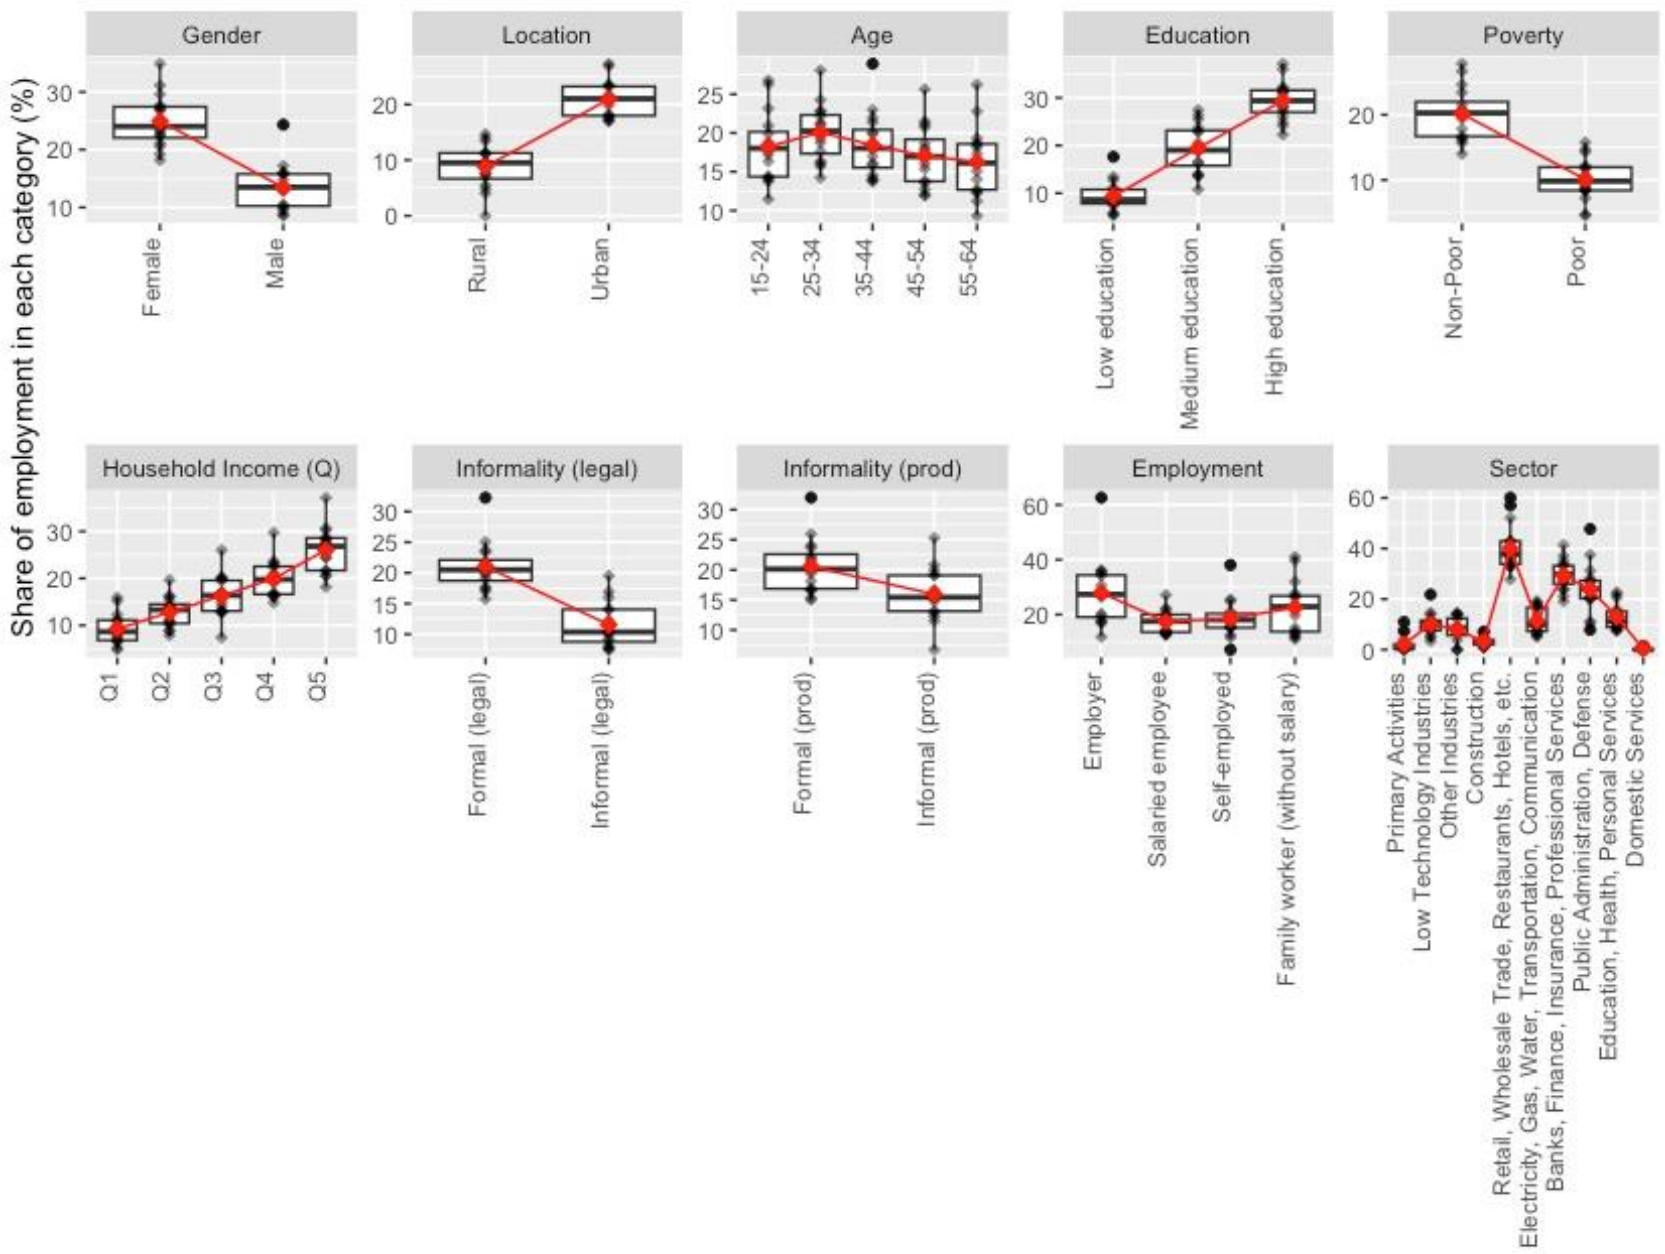 Share of employment in each category (%)
Gender
30
20
10
Female
Male
Location
20
10
0
Rural
Urban
Age
25
20
15
10
15-24
25-34
35-44
45-54
55-64
Education
30
20
10
Low education
Medium education
High education
Poverty
20
10
Non-Poor
Poor
Household Income (Q)
30
20
10
Q1
Q2
Q3
Q4
Q5
Informality (legal)
30
25
20
15
10
Formal (legal)
Informal (legal)
Informality (prod)
30
25
20
15
10
Formal (prod)
Informal (prod)
Employment
60
40
20
Employer
Salaried employee
Self-employed
Family worker (without salary)
Sector
60
40
20
0
Primary Activities
Low Technology Industries
Other Industries
Construction
Retail, Wholesale Trade, Restaurants, Hotels, etc.
Electricity, Gas, Water, Transportation, Communication
Banks, Finance, Insurance, Professional Services
Public Administration, Defense
Education, Health, Personal Services
Domestic Services